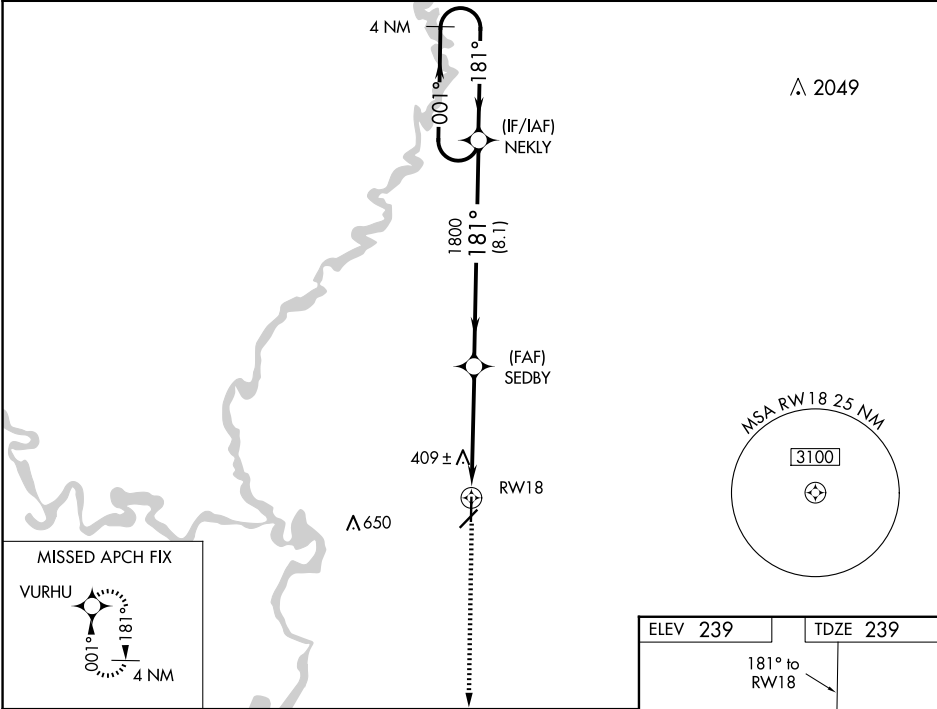 4 NM
001°
181°
2049
(IF/IAF)
NEKLY
1800
181°
(8.1)
(FAF)
SEDBY
409 ±
RW18
650
MSA RW18 25 NM
3100
MISSED APCH FIX
VURHU
001°
181°
4 NM
ELEV 239
TDZE 239
181° to
RW18